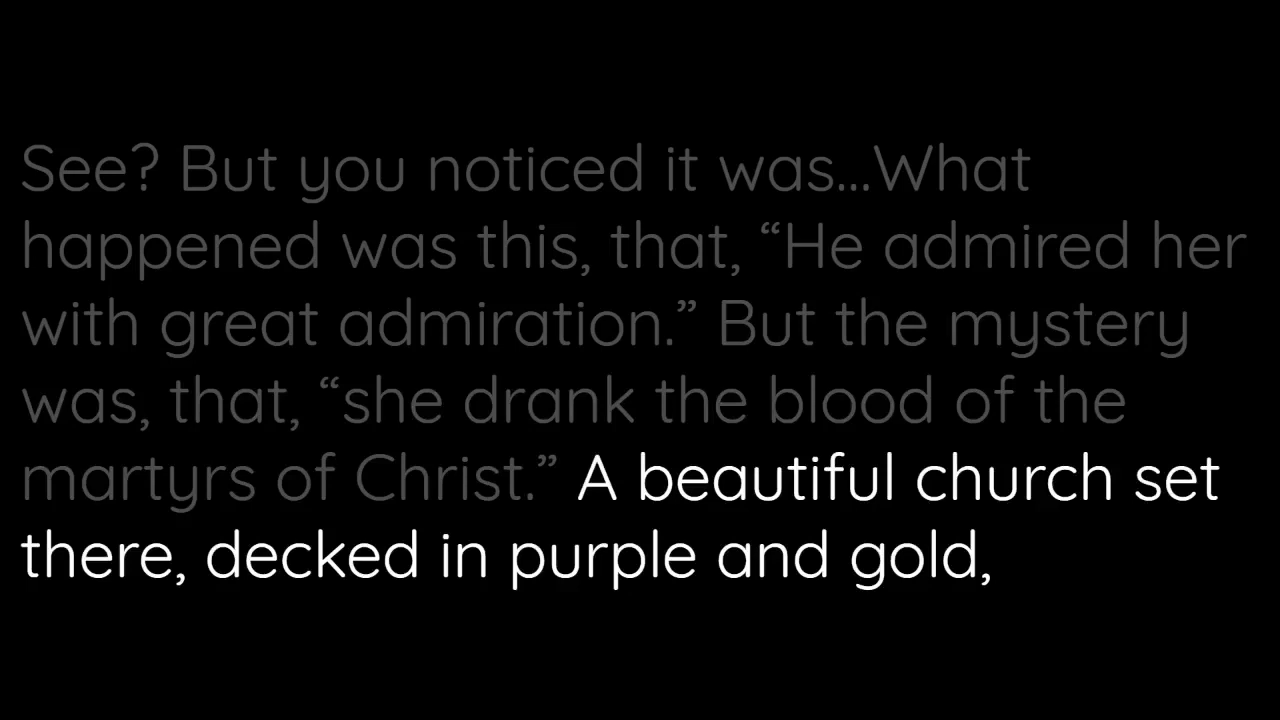 See? But you noticed it was...What
happened was this, that, “He admired her
with great admiration.” But the mystery
was, that, “she drank the blood of the
martyrs of Christ.” A beautiful church set
there, decked in purple and gold,